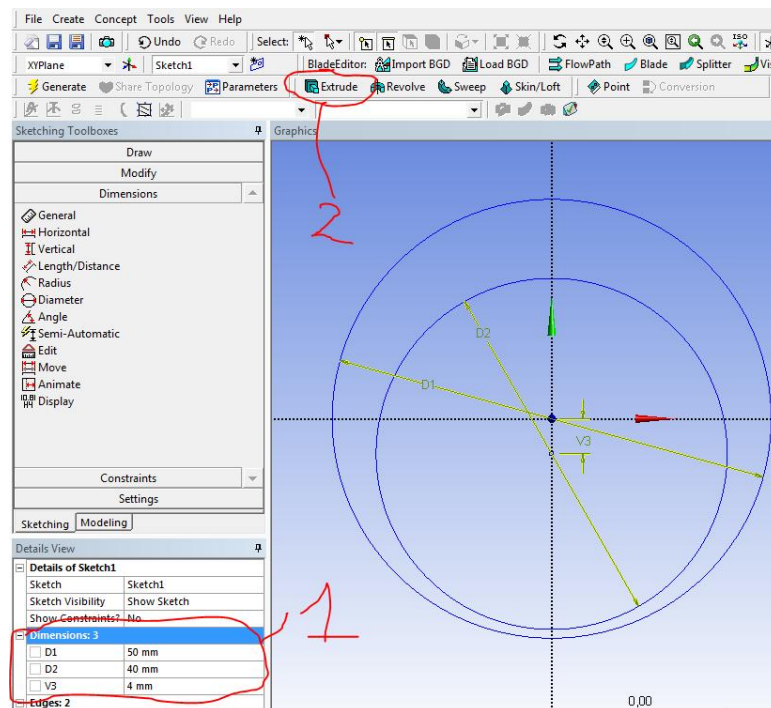 File Create Concept Tools View Help
Undo Redo Select: ISO
XYPlane Sketch1 BladeEditor: Import BGD Load BGD FlowPath Blade Splitter
Generate Share Topology Parameters Extrude Revolve Sweep Skin/Loft Point Conversion
Sketching Toolboxes Graphics
Draw
Modify
Dimensions
General
Horizontal
Vertical
Length/Distance
Radius
Diameter
Angle
Semi-Automatic
Edit
Move
Animate
Display
Constraints
Settings
Sketching Modeling
2
D2
D1
V3
Details View
Details of Sketch1
Sketch Sketch1
Sketch Visibility Show Sketch
Show Constraints? No
Dimensions: 3
D1 50 mm
D2 40 mm
V3 4 mm
Edges: 2
1
0,00